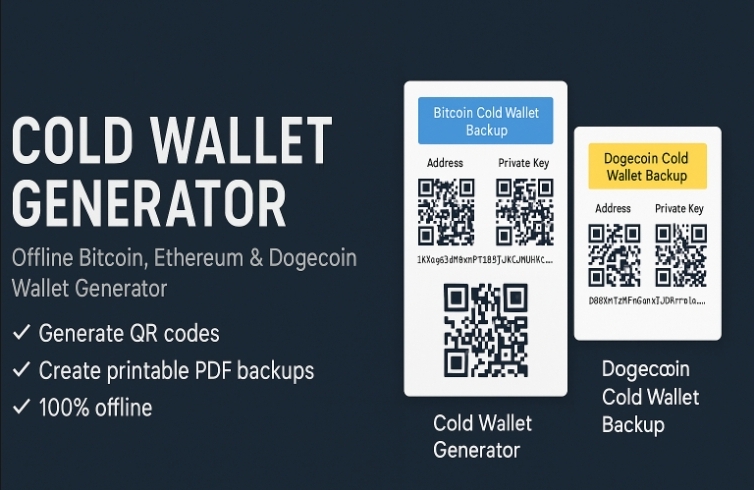 COLD WALLET
GENERATOR
Offline Bitcoin, Ethereum & Dogecoin
Wallet Generator
✓ Generate QR codes
✓ Create printable PDF backups
✓ 100% offline
Bitcoin Cold Wallet
Backup
Address
Private Key
Cold Wallet
Generator
Dogecoin Cold
Wallet Backup
Address
Private Key
Dogecoin
Cold Wallet
Backup